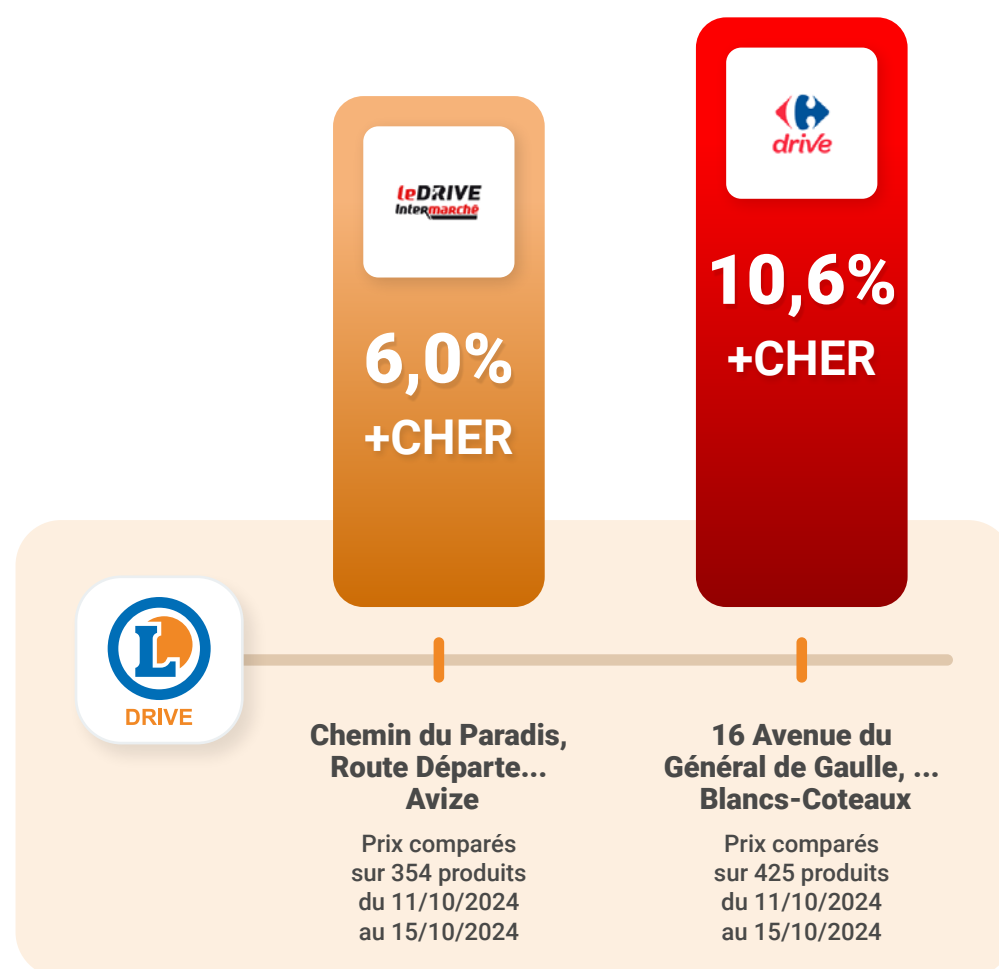 leDRIVE
Intermarché
6,0%
+CHER
drive
10,6%
+CHER
L
DRIVE
Chemin du Paradis,
Route Départe...
Avize
Prix comparés
sur 354 produits
du 11/10/2024
au 15/10/2024
16 Avenue du
Général de Gaulle, ...
Blancs-Coteaux
Prix comparés
sur 425 produits
du 11/10/2024
au 15/10/2024